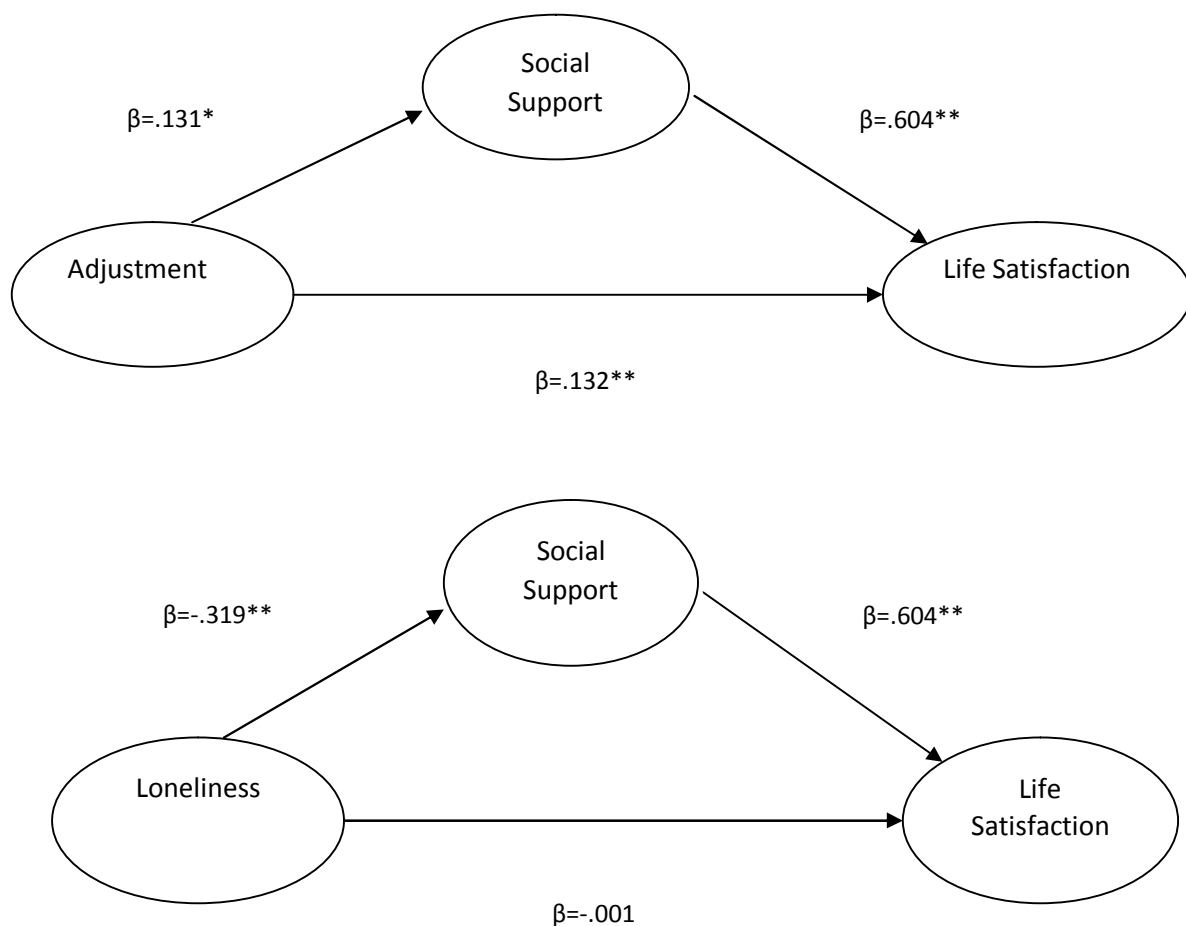 Social
Support
β=.131*
β=.604**
Adjustment
Life Satisfaction
β=.132**
Social
Support
β=-.319**
β=.604**
Loneliness
Life
Satisfaction
β=-.001